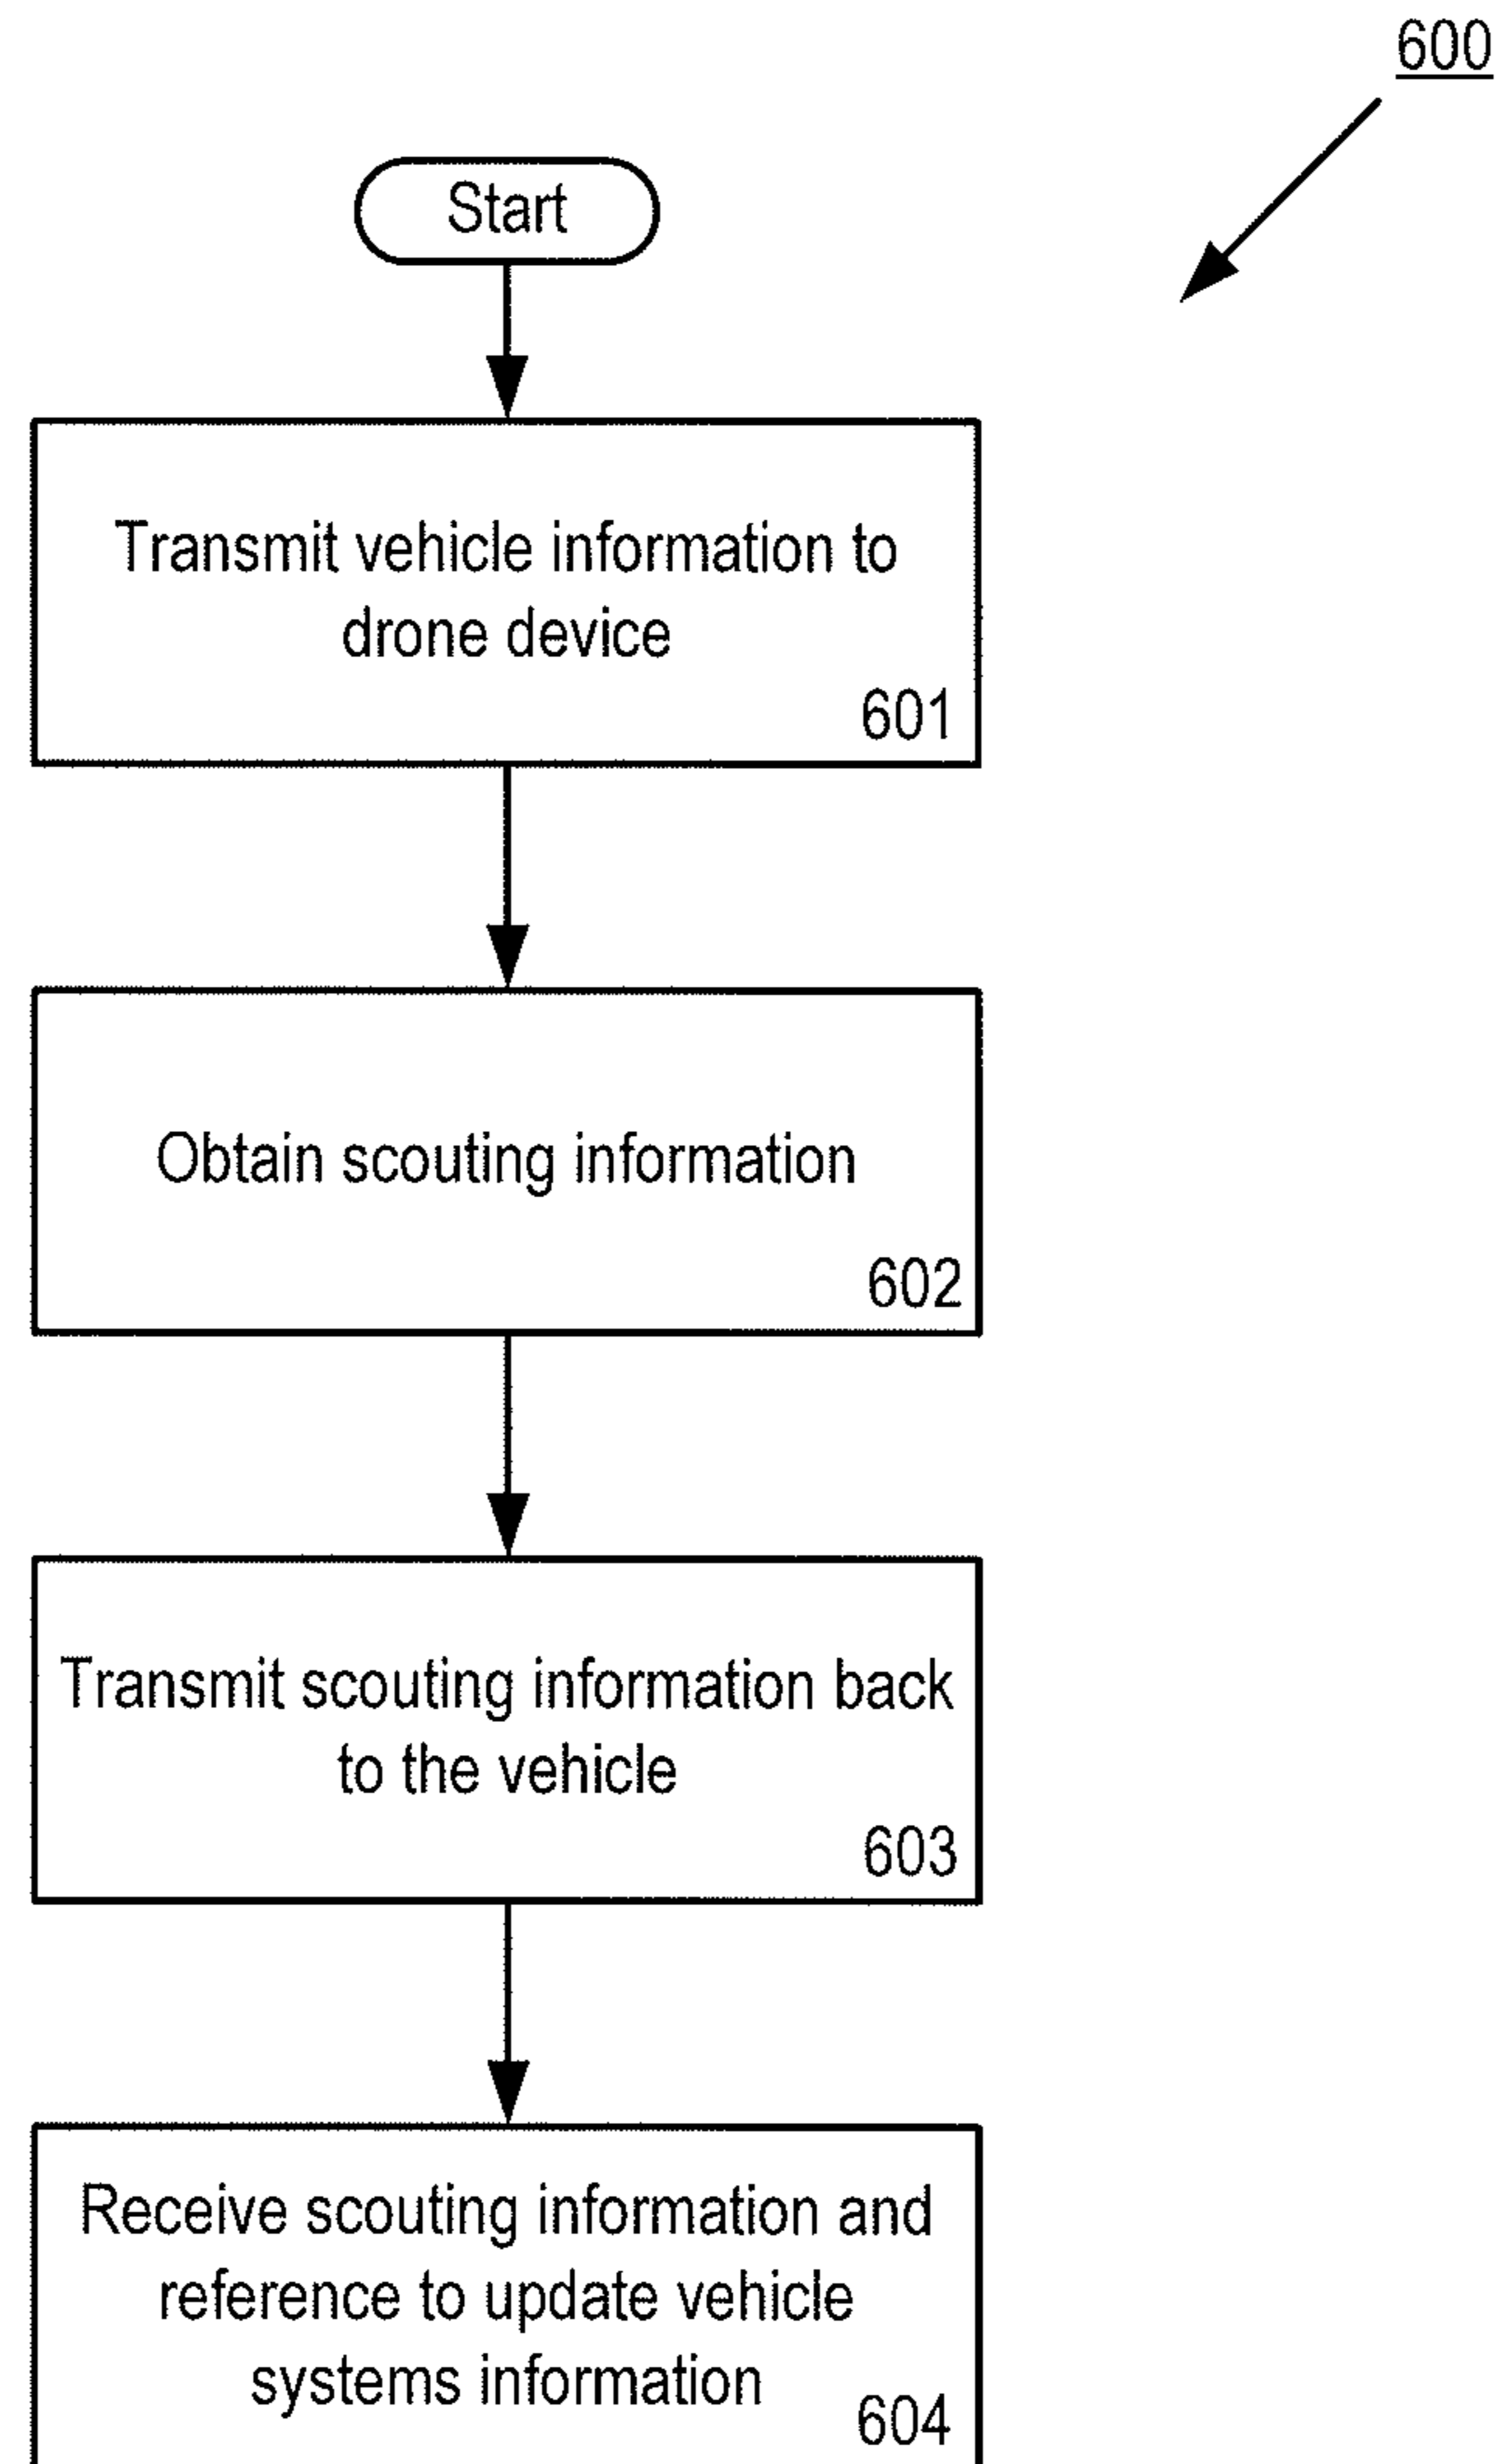 600
Start
Transmit vehicle information to
drone device
601
Obtain scouting information
602
Transmit scouting information back
to the vehicle
603
Receive scouting information and
reference to update vehicle
systems information
604